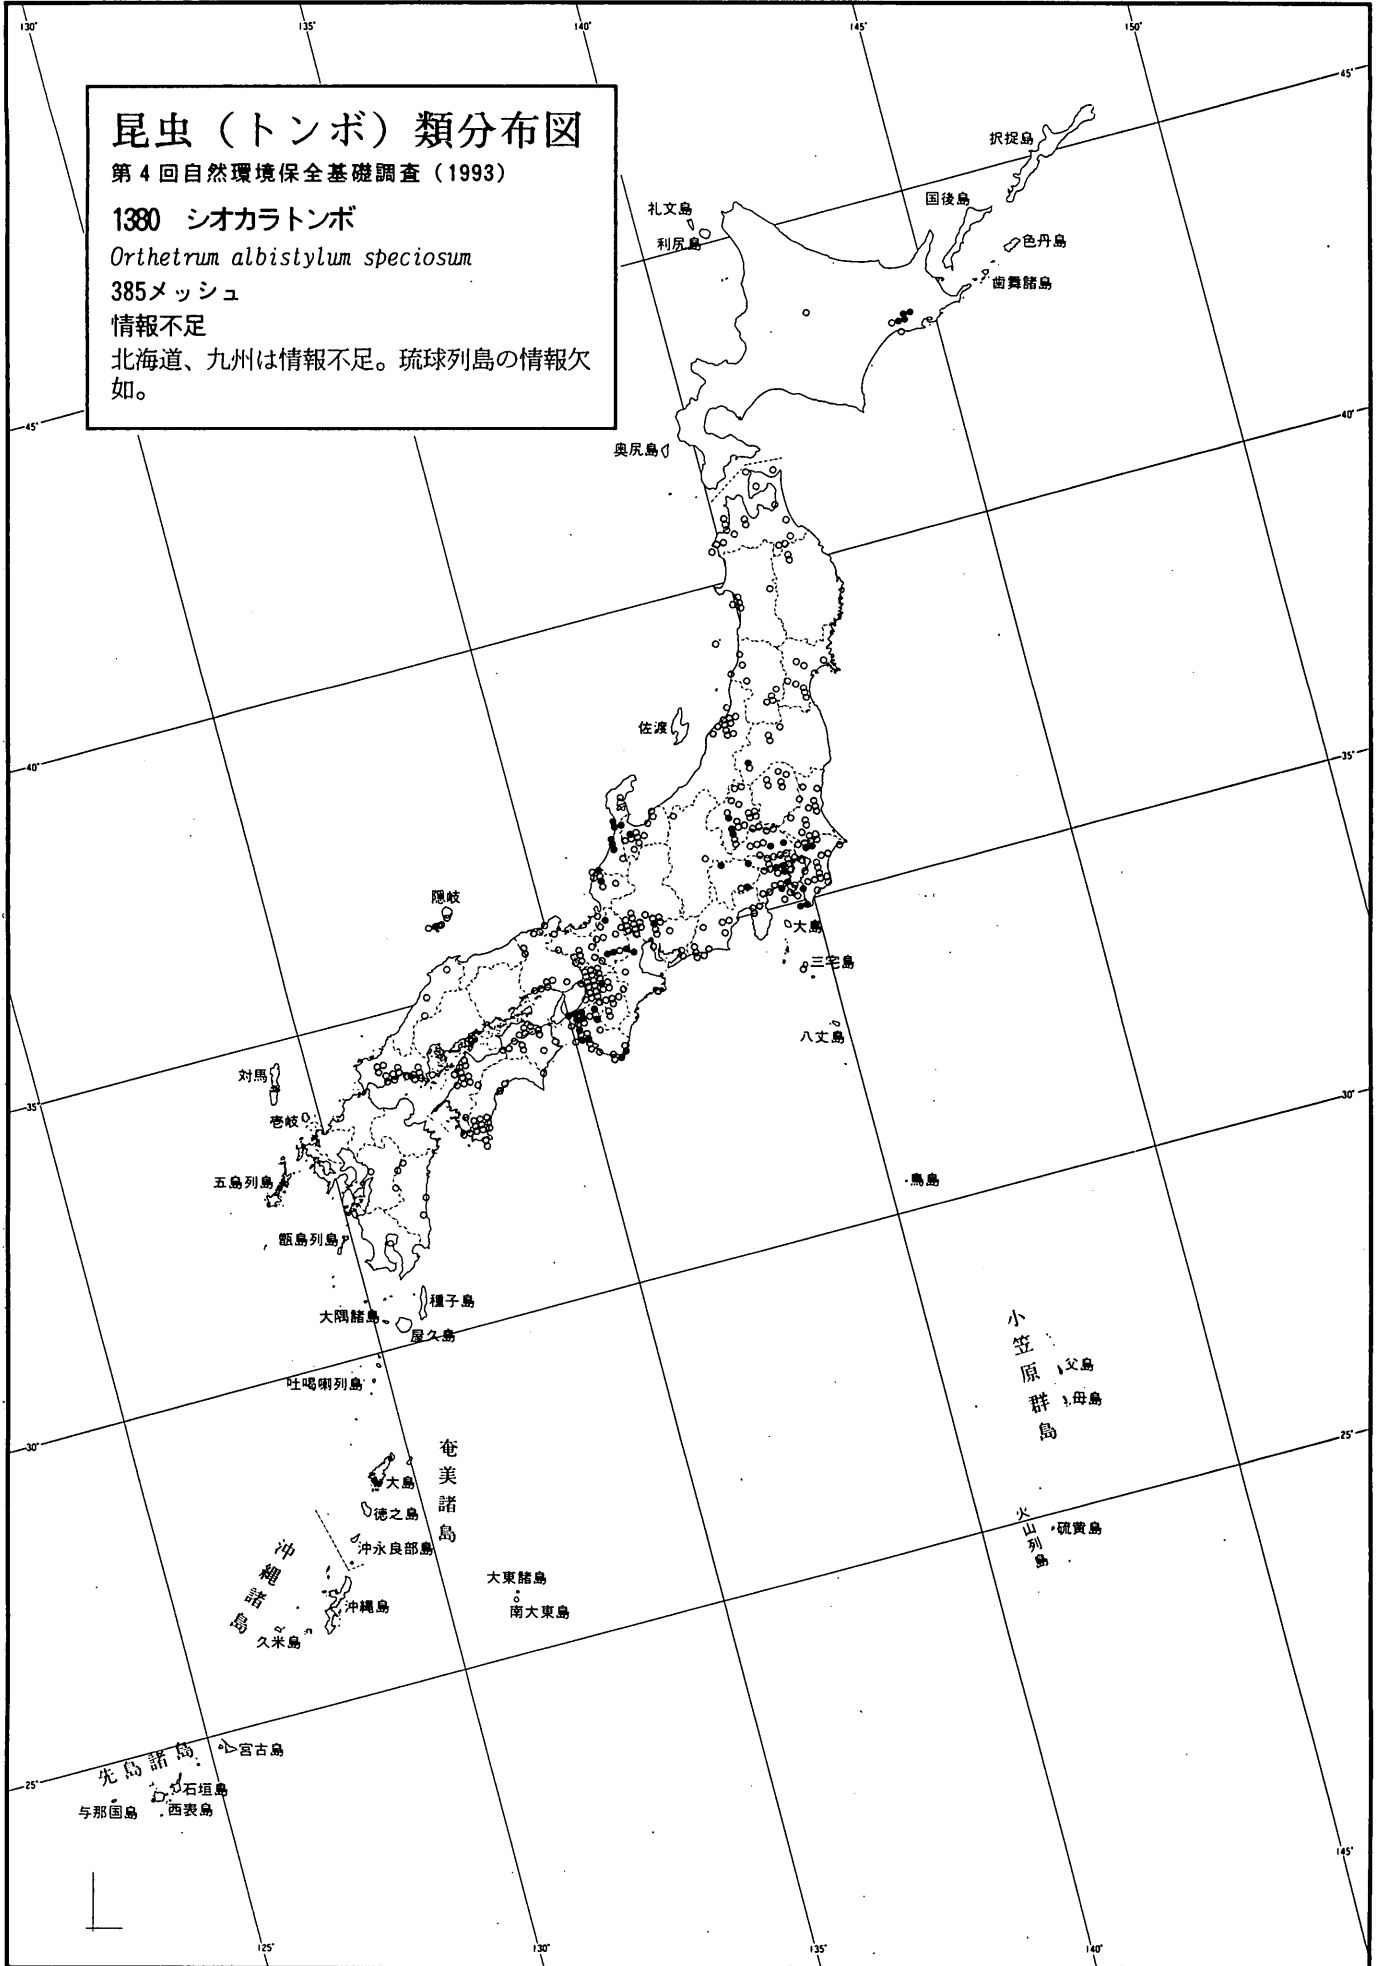 130°
135°
140°
145°
150°
昆虫（トンボ）類分布図
第4回自然環境保全基礎調査（1993）
1380 シオカラトンボ
Orthetrum albistylum speciosum
385メッシュ
情報不足
北海道、九州は情報不足。琉球列島の情報欠
如。
45°
択捉島
国後島
礼文島
利尻島
色丹島
歯舞諸島
45°
40°
奥尻島
佐渡
40°
35°
隠岐
大島
三宅島
八丈島
対馬
壱岐
35°
30°
五島列島
鳥島
甑島列島
種子島
大隅諸島
屋久島
小笠原群島
父島
母島
吐噶喇列島
30°
25°
奄美諸島
大島
徳之島
沖永良部島
火山列島
硫黄島
沖縄諸島
沖縄島
久米島
大東諸島
南大東島
先島諸島
宮古島
石垣島
西表島
与那国島
25°
145°
125°
130°
135°
140°